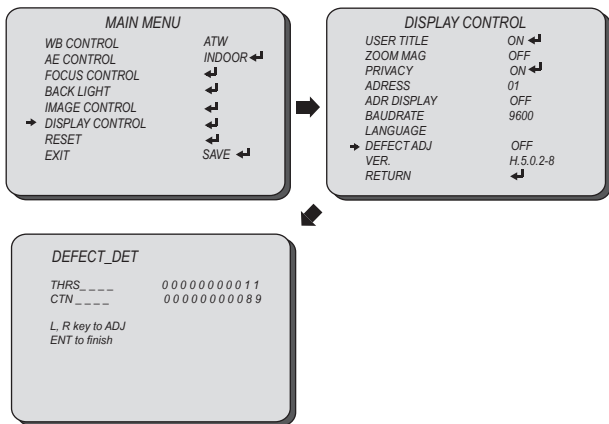 MAIN MENU
WB CONTROL ATW
AE CONTROL INDOOR
FOCUS CONTROL
BACK LIGHT
IMAGE CONTROL
DISPLAY CONTROL
RESET
EXIT SAVE
DISPLAY CONTROL
USER TITLE ON
ZOOM MAG OFF
PRIVACY ON
ADRESS 01
ADR DISPLAY OFF
BAUDRATE 9600
LANGUAGE
DEFECT ADJ OFF
VER. H.5.0.2-8
RETURN
DEFECT_DET
THRS_ _ _ _ 0 0 0 0 0 0 0 0 0 1 1
CTN _ _ _ _ 0 0 0 0 0 0 0 0 0 8 9
L, R key to ADJ
ENT to finish